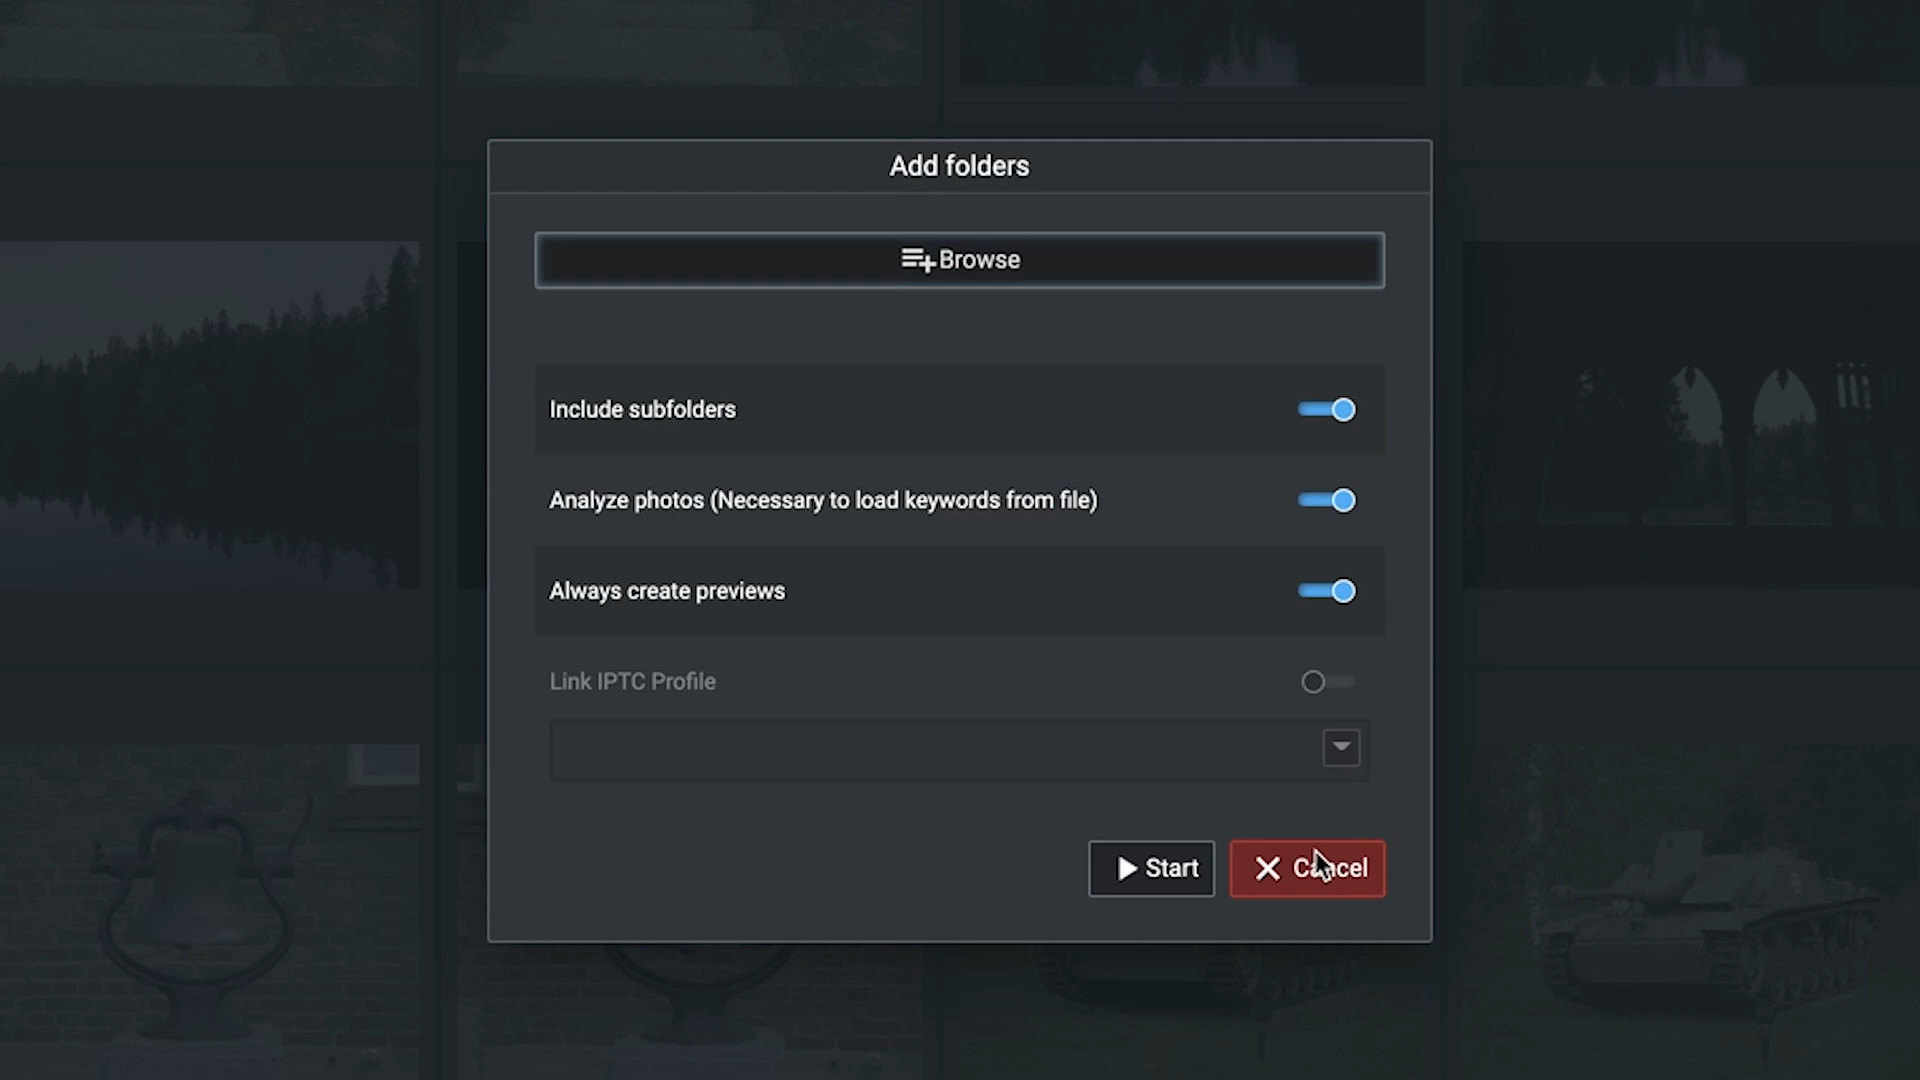 Add folders
Browse
Include subfolders
Analyze photos (Necessary to load keywords from file)
Always create previews
Link IPTC Profile
Start
Cancel